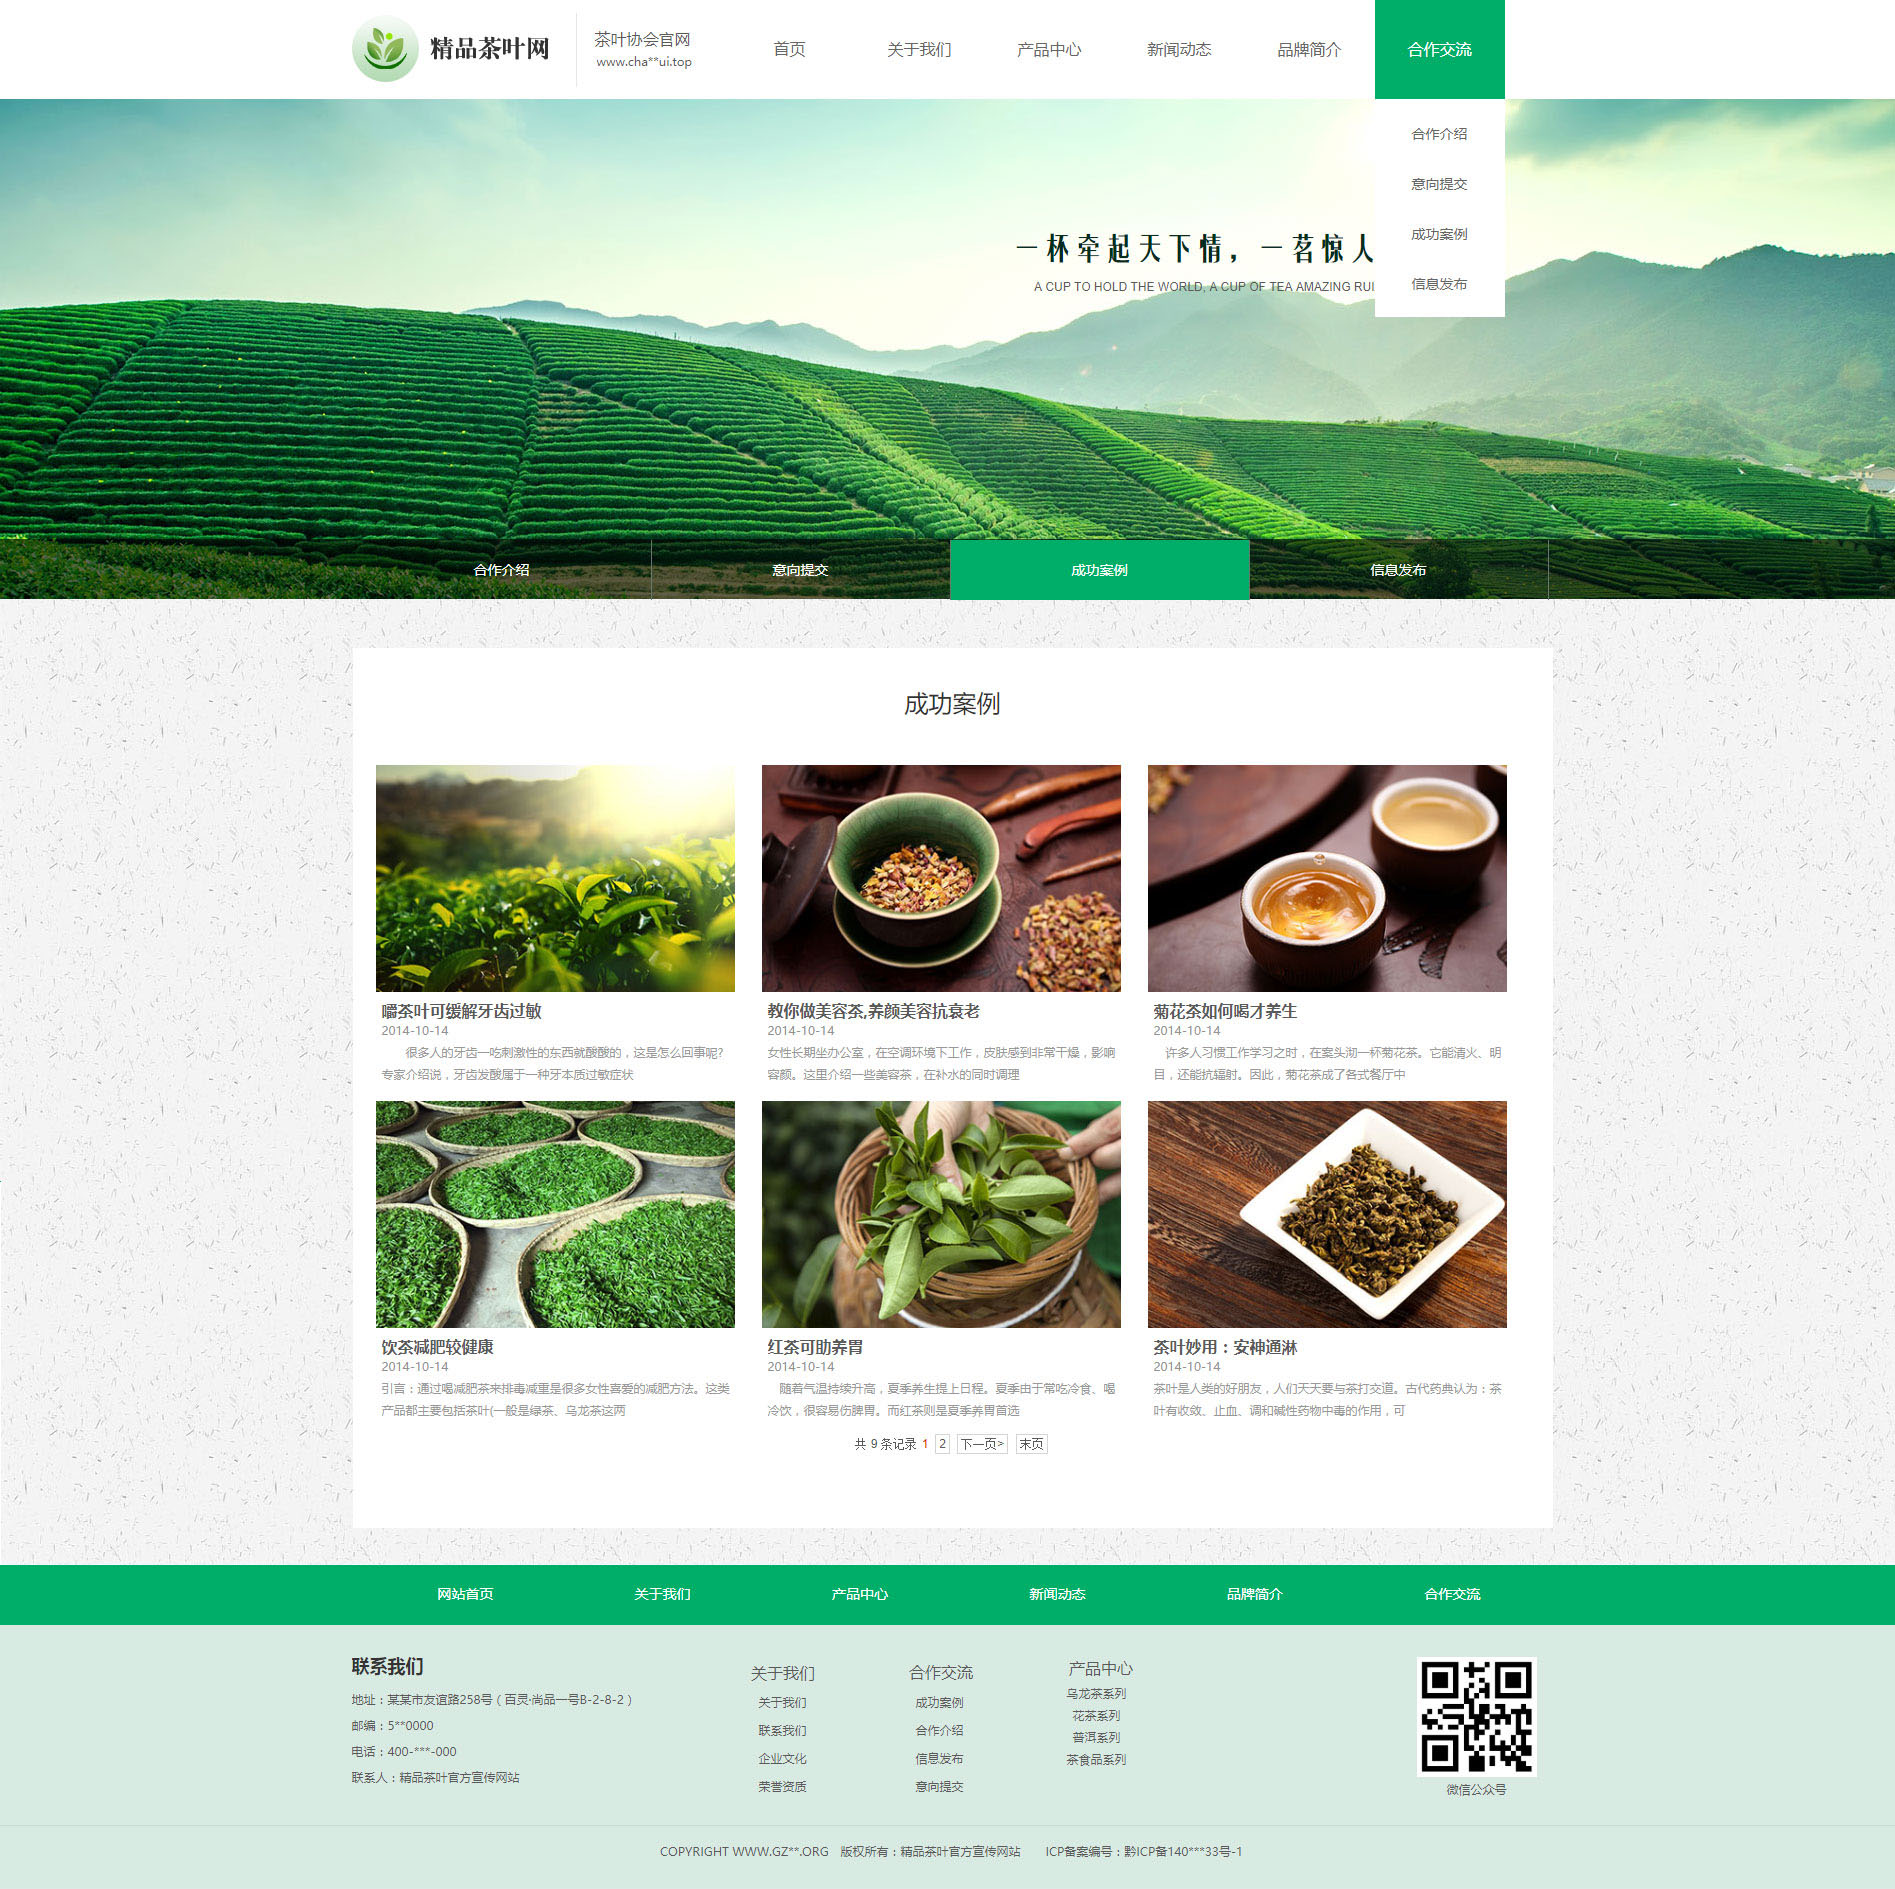 精品茶叶网
茶叶协会官网
www.cha**ui.top
首页
关于我们
产品中心
新闻动态
品牌简介
合作交流
合作介绍
意向提交
成功案例
信息发布
一杯牵起天下情，一茗惊人
A CUP TO HOLD THE WORLD, A CUP OF TEA AMAZING RUI
合作介绍
意向提交
成功案例
信息发布
成功案例
嚼茶叶可缓解牙齿过敏
2014-10-14
很多人的牙齿一吃刺激性的东西就酸酸的，这是怎么回事呢?
专家介绍说，牙齿发酸属于一种牙本质过敏症状
教你做美容茶,养颜美容抗衰老
2014-10-14
女性长期坐办公室，在空调环境下工作，皮肤感到非常干燥，影响
容颜。这里介绍一些美容茶，在补水的同时调理
菊花茶如何喝才养生
2014-10-14
许多人习惯工作学习之时，在案头沏一杯菊花茶。它能清火、明
目，还能抗辐射。因此，菊花茶成了各式餐厅中
饮茶减肥较健康
2014-10-14
引言：通过喝减肥茶来排毒减重是很多女性喜爱的减肥方法。这类
产品都主要包括茶叶(一般是绿茶、乌龙茶这两
红茶可助养胃
2014-10-14
随着气温持续升高，夏季养生提上日程。夏季由于常吃冷食、喝
冷饮，很容易伤脾胃。而红茶则是夏季养胃首选
茶叶妙用：安神通淋
2014-10-14
茶叶是人类的好朋友，人们天天要与茶打交道。古代药典认为：茶
叶有收敛、止血、调和碱性药物中毒的作用，可
共 9 条记录 1 2 下一页> 末页
网站首页
关于我们
产品中心
新闻动态
品牌简介
合作交流
联系我们
地址：某某市友谊路258号（百灵·尚品一号B-2-8-2）
邮编：5**0000
电话：400-***-000
联系人：精品茶叶官方宣传网站
关于我们
关于我们
联系我们
企业文化
荣誉资质
合作交流
成功案例
合作介绍
信息发布
意向提交
产品中心
乌龙茶系列
花茶系列
普洱系列
茶食品系列
微信公众号
COPYRIGHT WWW.GZ**.ORG 版权所有：精品茶叶官方宣传网站 ICP备案编号：黔ICP备140***33号-1